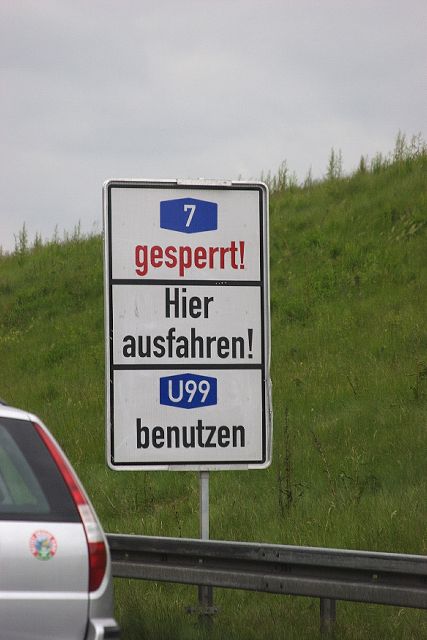 7
gesperrt!
Hier
ausfahren!
U99
benutzen